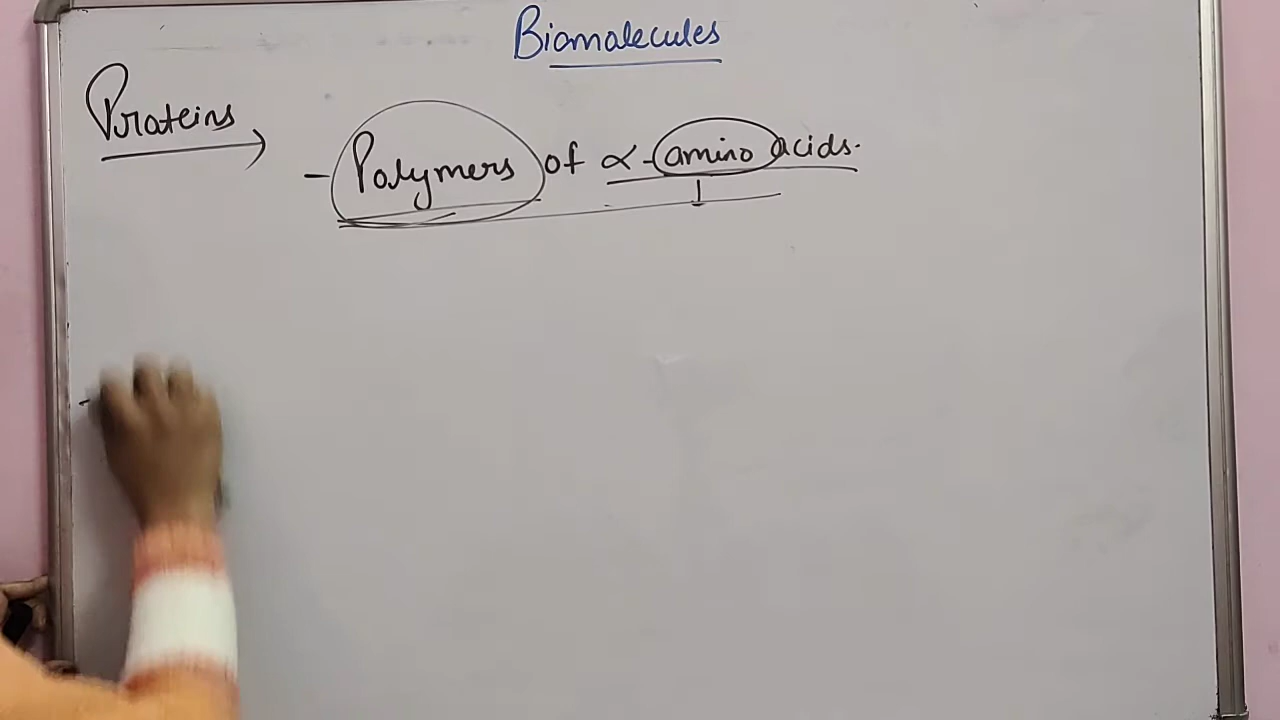 Biomolecules
Proteins →
- Polymers of α-amino acids.